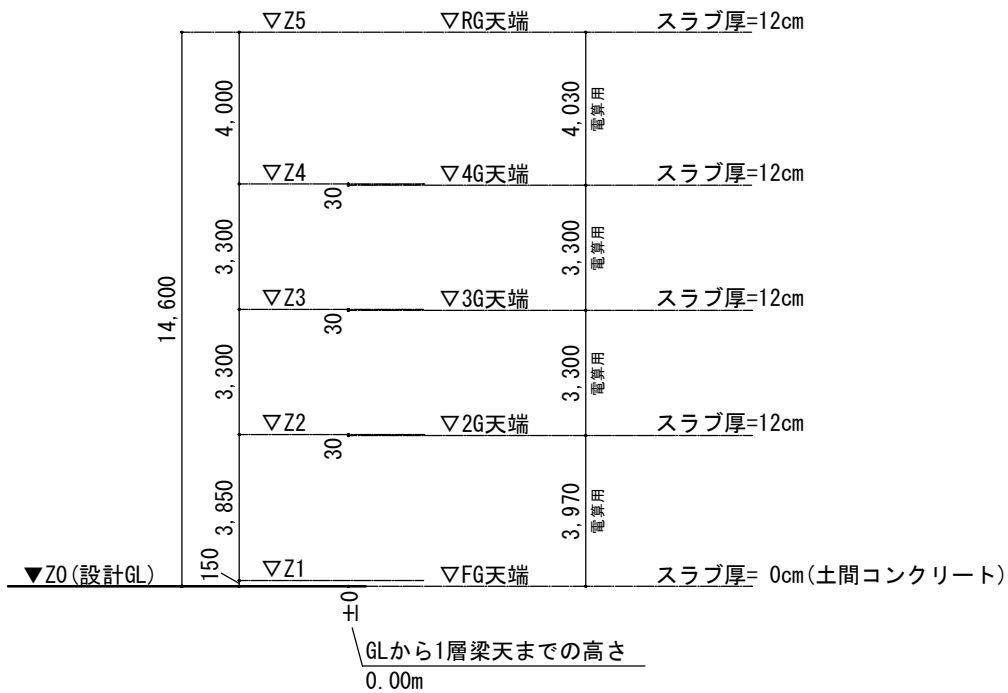 ▽Z5 ▽RG天端 スラブ厚=12cm
4,000 4,030 電算用
▽Z4 ▽4G天端 スラブ厚=12cm
30
3,300 3,300 電算用
14,600
▽Z3 ▽3G天端 スラブ厚=12cm
30
3,300 3,300 電算用
▽Z2 ▽2G天端 スラブ厚=12cm
30
3,850 3,970 電算用
150
▼Z0(設計GL) ▽Z1 ▽FG天端 スラブ厚= 0cm(土間コンクリート)
±0
GLから1層梁天までの高さ
0.00m